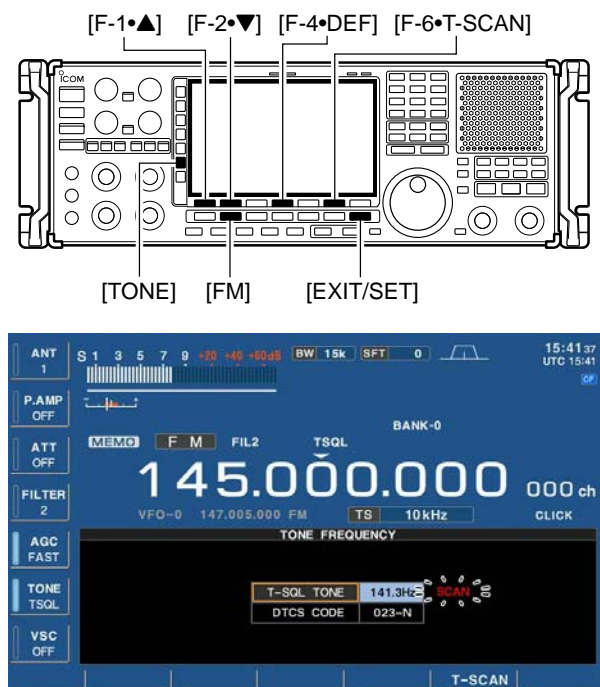 [F-1•▲] [F-2•▼] [F-4•DEF] [F-6•T-SCAN]
ICOM
[TONE] [FM] [EXIT/SET]
ANT
1
S 1 3 5 7 9 +20 +40 +60dB
BW 15k SFT 0
15:41 37
UTC 15:41
CF
P.AMP
OFF
BANK-0
ATT
OFF
MEMO FM FIL2 TSQL
145.000.000 000 ch
FILTER
2
VFO-0 147.005.000 FM TS 10kHz CLICK
TONE FREQUENCY
AGC
FAST
T-SQL TONE 141.3Hz SCAN
DTCS CODE 023-N
TONE
TSQL
VSC
OFF
T-SCAN